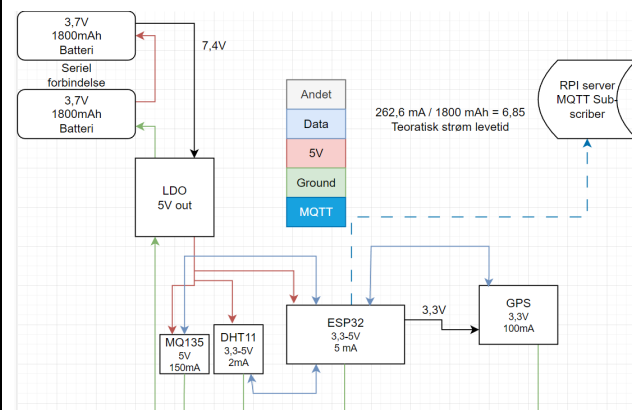 3,7V
1800mAh
Batteri
7,4V
Seriel
forbindelse
3,7V
1800mAh
Batteri
LDO
5V out
Andet
Data
5V
Ground
MQTT
262,6 mA / 1800 mAh = 6,85
Teoratisk strøm levetid
RPI server
MQTT Sub-
scriber
MQ135
5V
150mA
DHT11
3,3-5V
2mA
ESP32
3,3-5V
5 mA
3,3V
GPS
3,3V
100mA